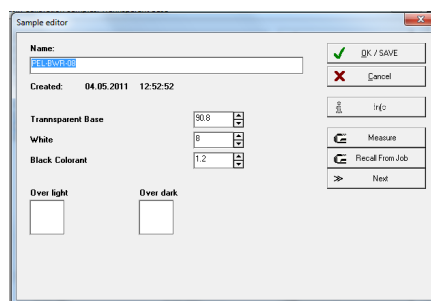 Sample editor
Name:
PEL-BWR-08
Created: 04.05.2011 12:52:52
Trannsparent Base 90.8
White 8
Black Colorant 1.2
Over light Over dark
OK / SAVE
Cancel
Info
Measure
Recall From Job
Next